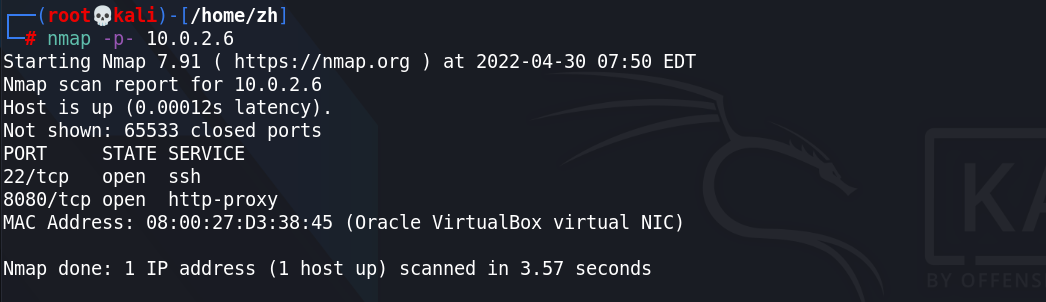 (root💀kali)-[/home/zh]
# nmap -p- 10.0.2.6
Starting Nmap 7.91 ( https://nmap.org ) at 2022-04-30 07:50 EDT
Nmap scan report for 10.0.2.6
Host is up (0.00012s latency).
Not shown: 65533 closed ports
PORT     STATE SERVICE
22/tcp   open  ssh
8080/tcp open  http-proxy
MAC Address: 08:00:27:D3:38:45 (Oracle VirtualBox virtual NIC)
Nmap done: 1 IP address (1 host up) scanned in 3.57 seconds
KA
BY OFFENS